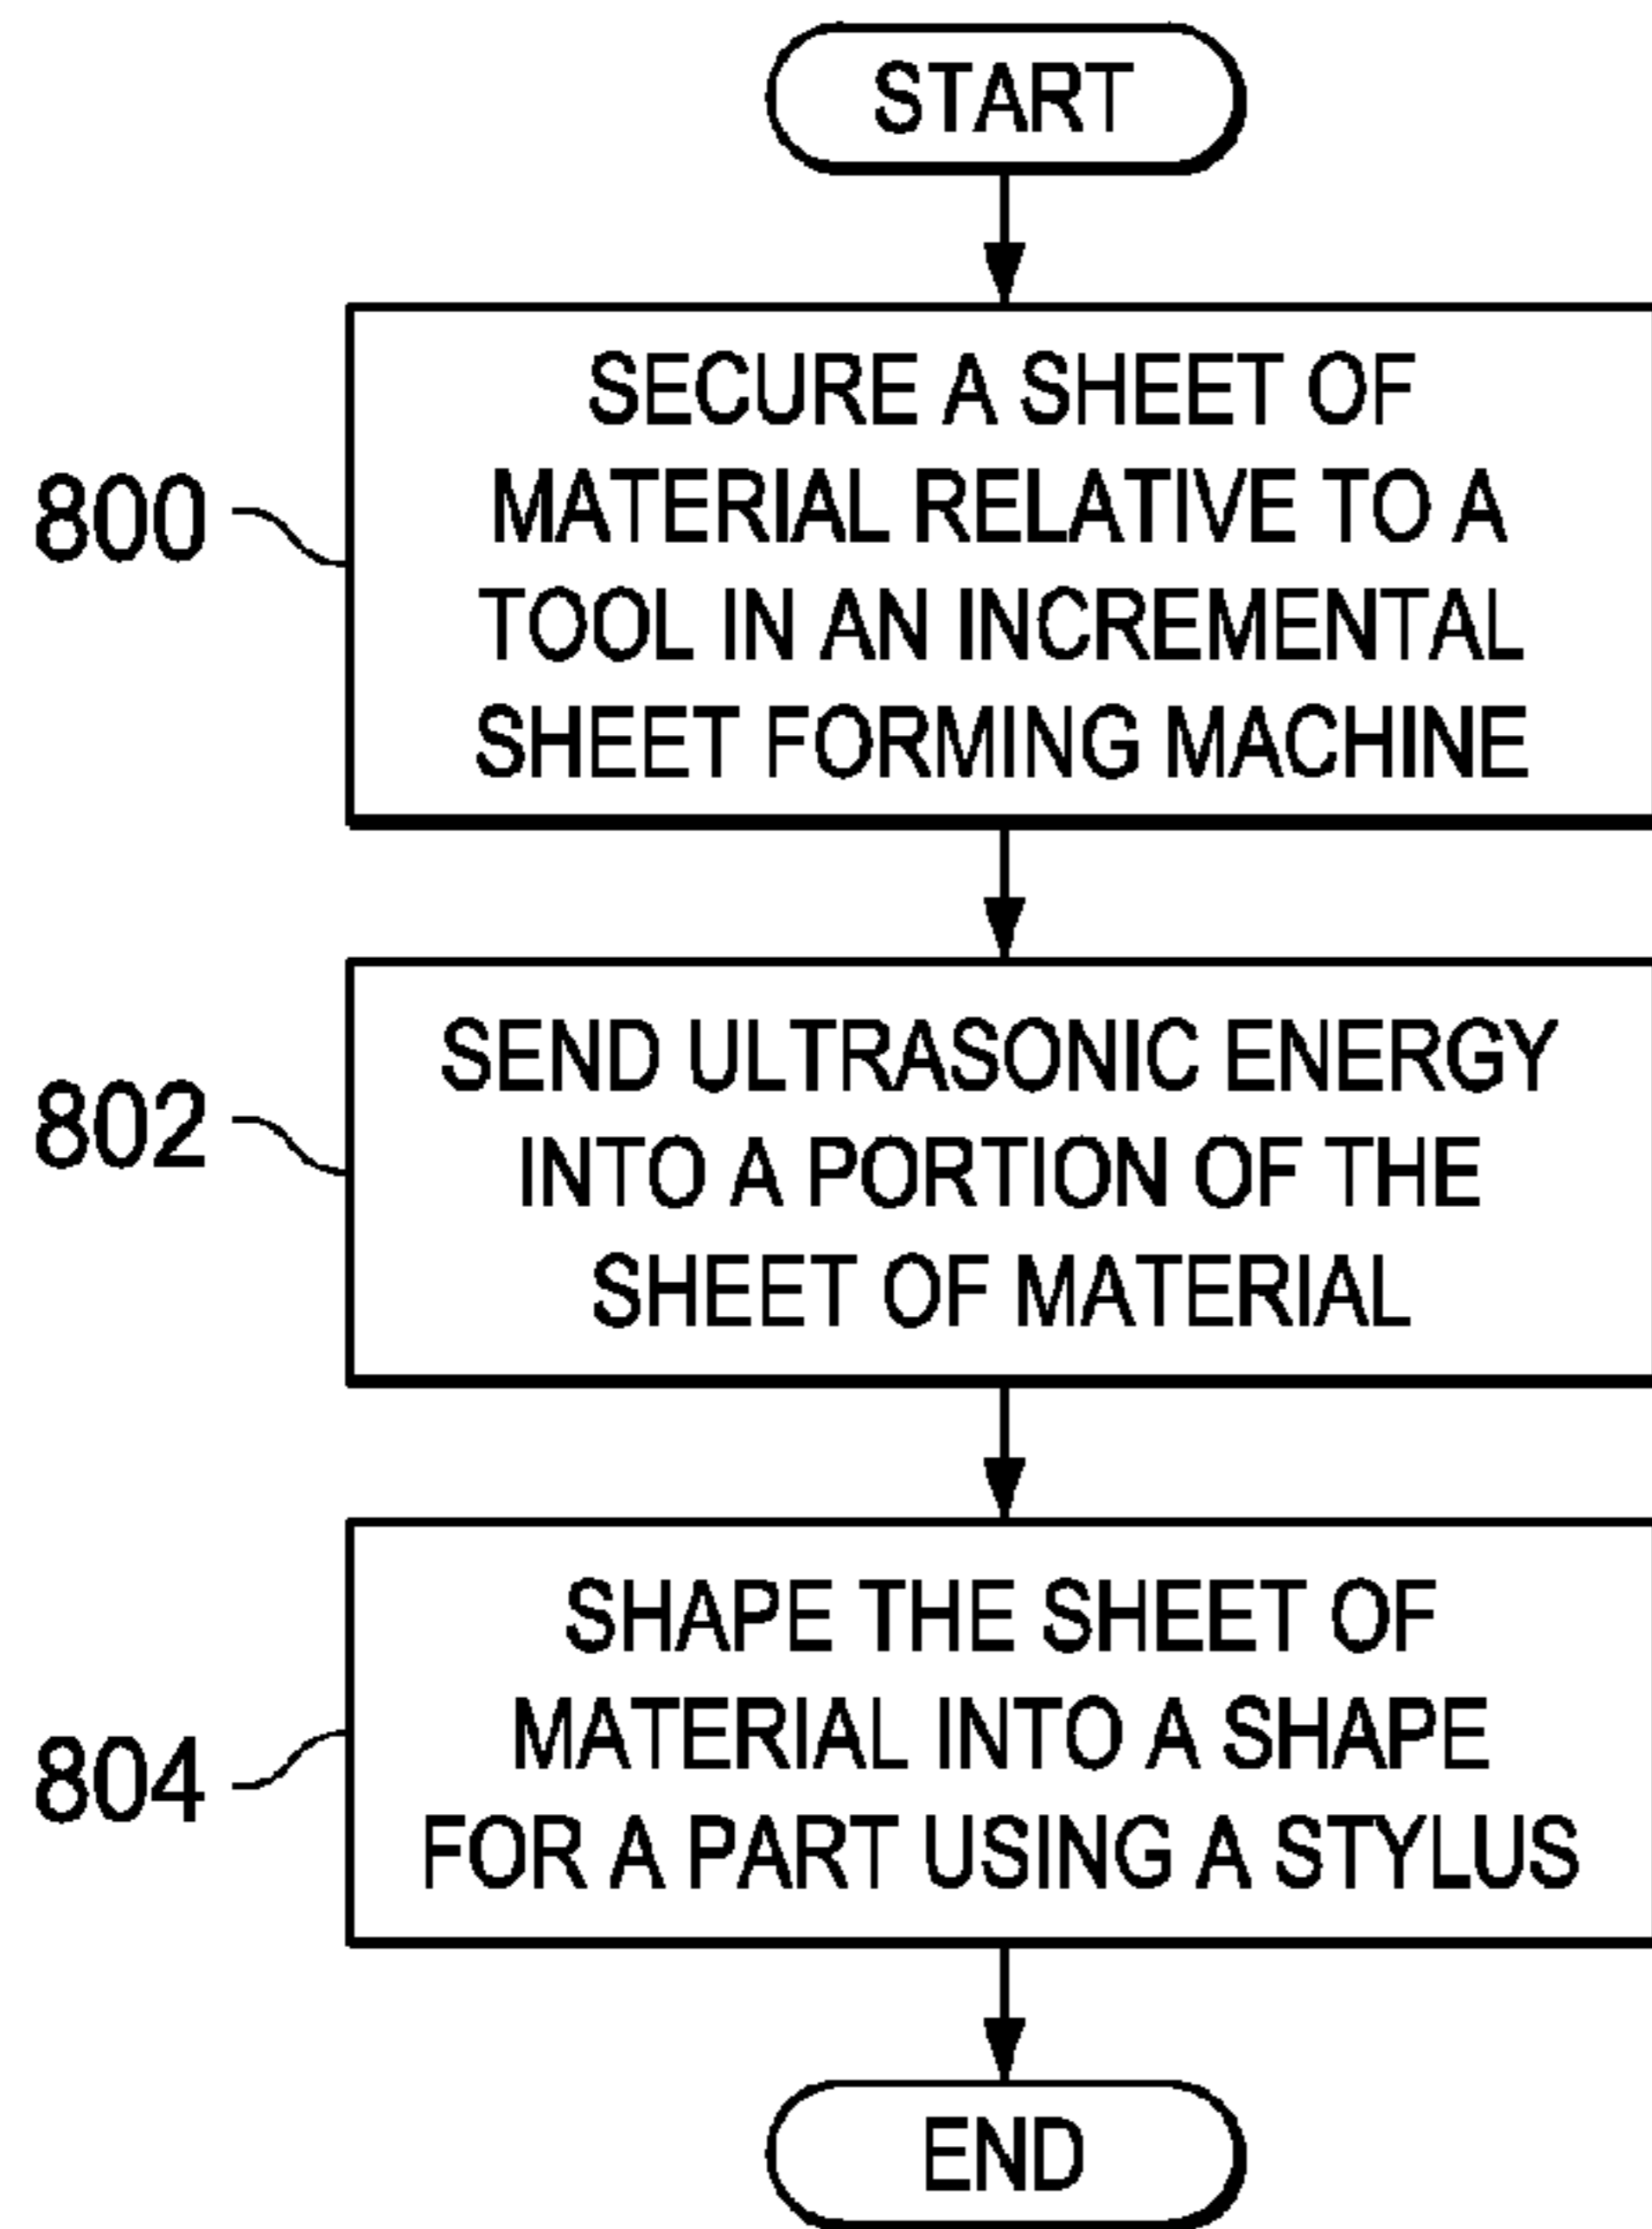 START
800
SECURE A SHEET OF
MATERIAL RELATIVE TO A
TOOL IN AN INCREMENTAL
SHEET FORMING MACHINE
802
SEND ULTRASONIC ENERGY
INTO A PORTION OF THE
SHEET OF MATERIAL
804
SHAPE THE SHEET OF
MATERIAL INTO A SHAPE
FOR A PART USING A STYLUS
END